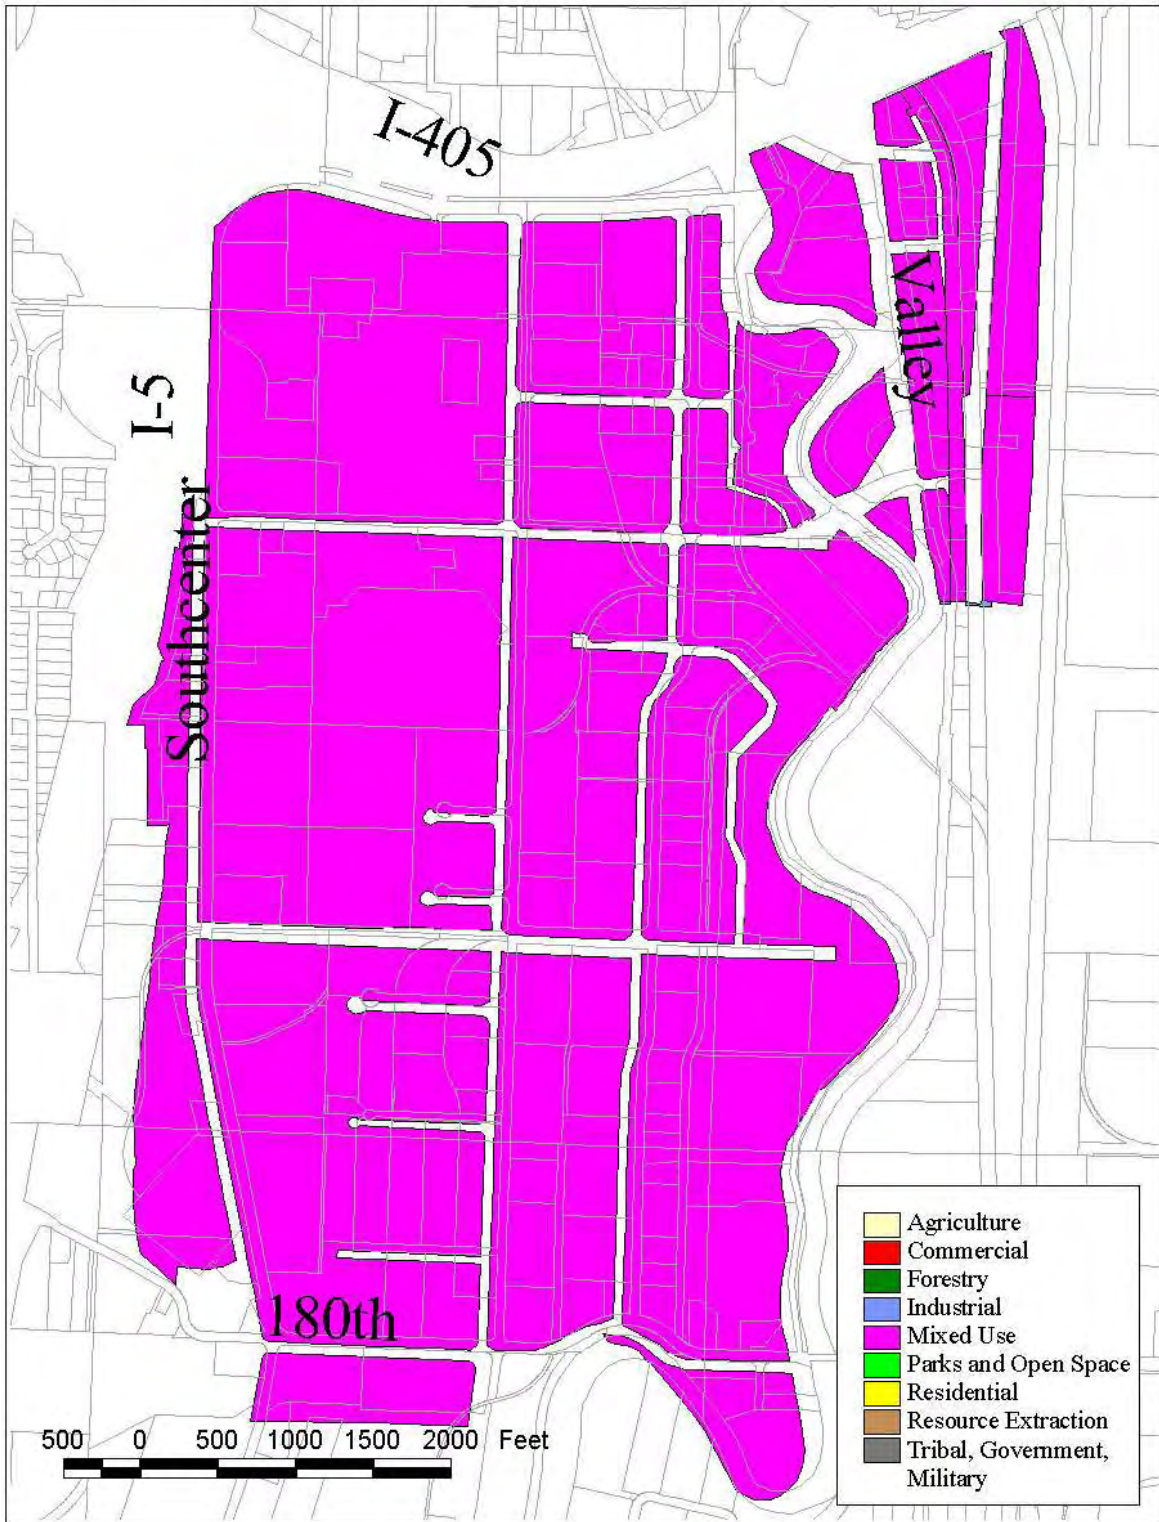 I-405
Valley
I-5
Southcenter
180th
500 0 500 1000 1500 2000 Feet
Agriculture
Commercial
Forestry
Industrial
Mixed Use
Parks and Open Space
Residential
Resource Extraction
Tribal, Government,
Military